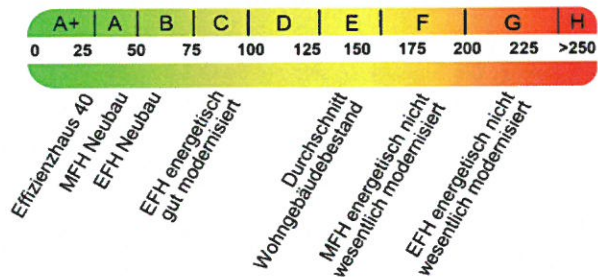 A+ A B C D E F G H
0 25 50 75 100 125 150 175 200 225 >250
Effizienzhaus 40
MFH Neubau
EFH Neubau
EFH energetisch
gut modernisiert
Durchschnitt
Wohngebäudebestand
MFH energetisch nicht
wesentlich modernisiert
EFH energetisch nicht
wesentlich modernisiert